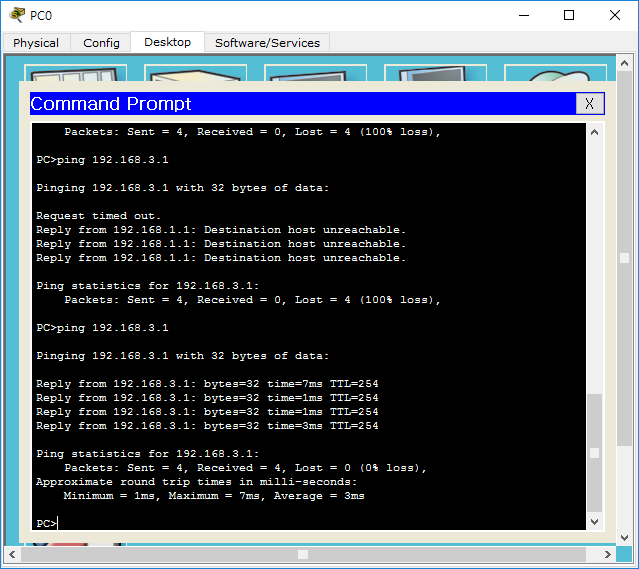 PC0
Physical
Config
Desktop
Software/Services
Command Prompt
X
Packets: Sent = 4, Received = 0, Lost = 4 (100% loss),
PC>ping 192.168.3.1
Pinging 192.168.3.1 with 32 bytes of data:
Request timed out.
Reply from 192.168.1.1: Destination host unreachable.
Reply from 192.168.1.1: Destination host unreachable.
Reply from 192.168.1.1: Destination host unreachable.
Ping statistics for 192.168.3.1:
Packets: Sent = 4, Received = 0, Lost = 4 (100% loss),
PC>ping 192.168.3.1
Pinging 192.168.3.1 with 32 bytes of data:
Reply from 192.168.3.1: bytes=32 time=7ms TTL=254
Reply from 192.168.3.1: bytes=32 time=1ms TTL=254
Reply from 192.168.3.1: bytes=32 time=1ms TTL=254
Reply from 192.168.3.1: bytes=32 time=3ms TTL=254
Ping statistics for 192.168.3.1:
Packets: Sent = 4, Received = 4, Lost = 0 (0% loss),
Approximate round trip times in milli-seconds:
Minimum = 1ms, Maximum = 7ms, Average = 3ms
PC>